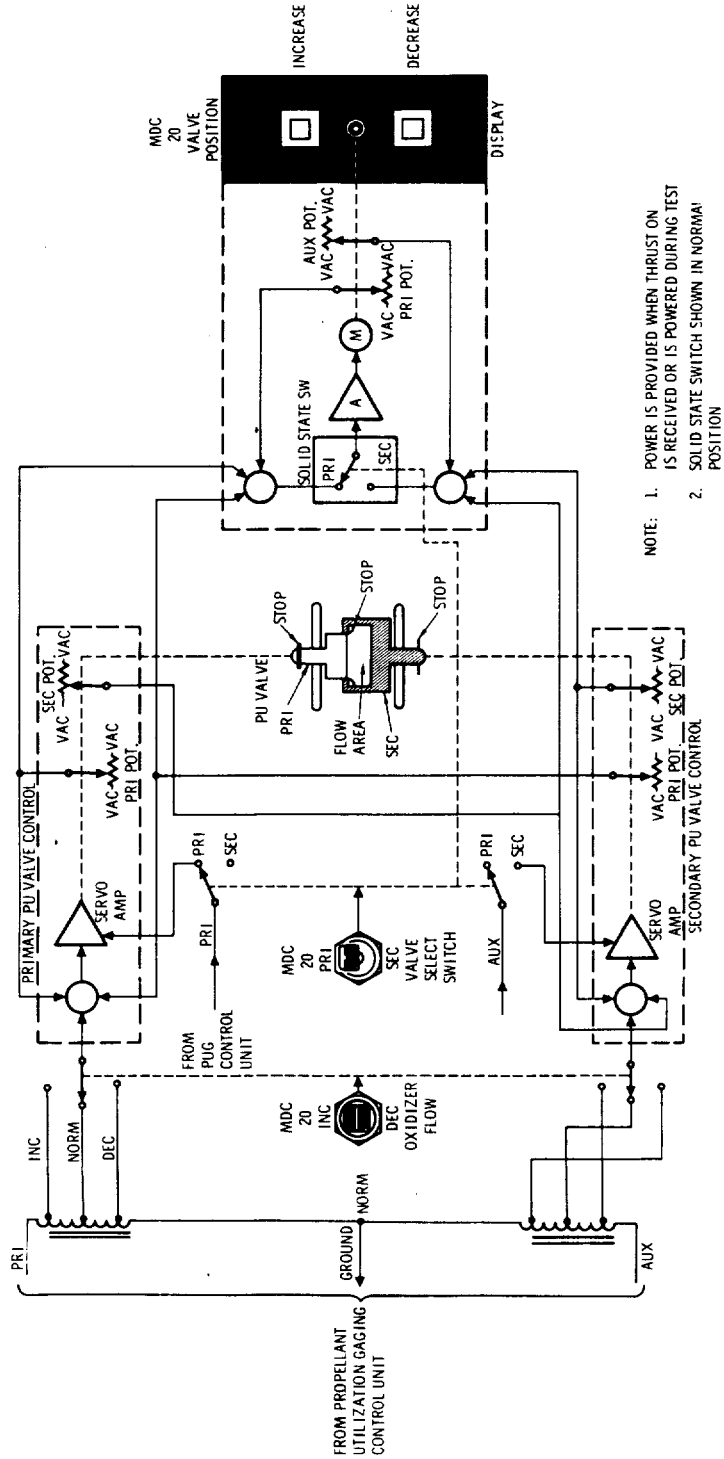 PRI
INC
NORM
DEC
FROM PROPELLANT
UTILIZATION GAGING
CONTROL UNIT
GROUND
NORM
AUX
MDC
20
INC
DEC
OXIDIZER
FLOW
PRIMARY PU VALVE CONTROL
SERVO
AMP
VAC
VAC
PRI POT.
SEC POT.
VAC
VAC
FROM PUG
CONTROL
UNIT
PRI
PRI
SEC
MDC
20
PRI
SEC
VALVE
SELECT
SWITCH
AUX
PRI
SEC
SERVO
AMP
SECONDARY PU VALVE CONTROL
VAC
VAC
PRI POT.
VAC
VAC
SEC POT
PU VALVE
STOP
PRI
STOP
FLOW
AREA
SEC
STOP
SOLID STATE SW
PRI
SEC
A
M
AUX POT.
VAC
VAC
VAC
VAC
PRI POT.
MDC
20
VALVE
POSITION
INCREASE
DECREASE
DISPLAY
NOTE: 1. POWER IS PROVIDED WHEN THRUST ON
IS RECEIVED OR IS POWERED DURING TEST
2. SOLID STATE SWITCH SHOWN IN NORMAL
POSITION